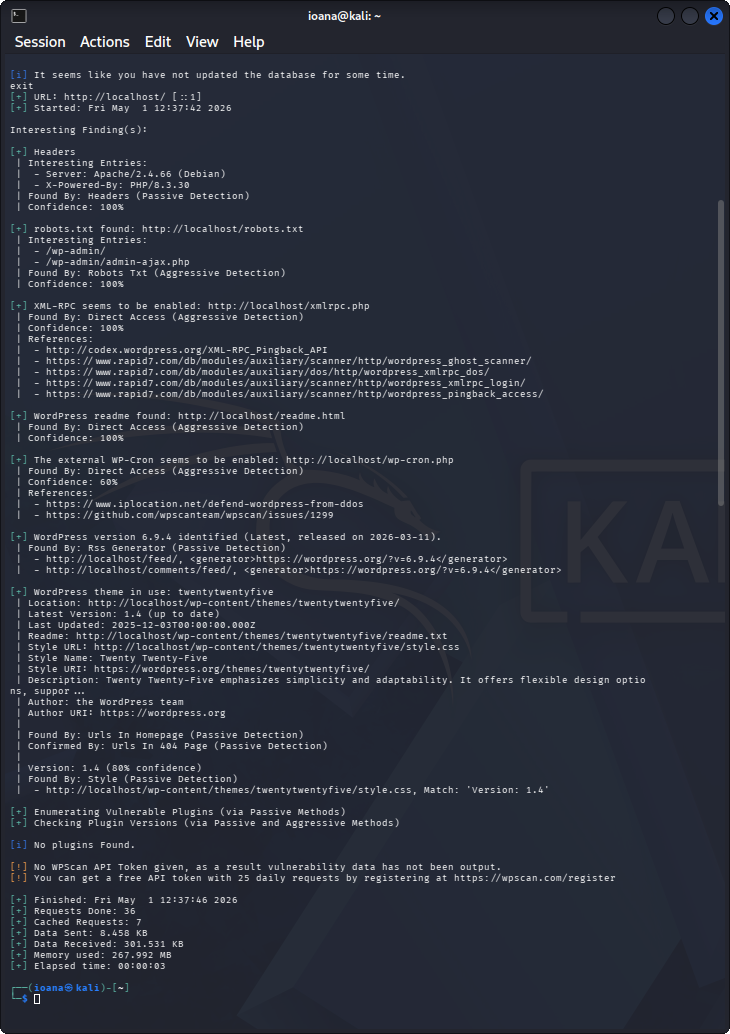 ioana@kali: ~
Session Actions Edit View Help
[i] It seems like you have not updated the database for some time.
exit
[+] URL: http://localhost/ [::1]
[+] Started: Fri May  1 12:37:42 2026

Interesting Finding(s):

[+] Headers
 | Interesting Entries:
 |  - Server: Apache/2.4.66 (Debian)
 |  - X-Powered-By: PHP/8.3.30
 | Found By: Headers (Passive Detection)
 | Confidence: 100%

[+] robots.txt found: http://localhost/robots.txt
 | Interesting Entries:
 |  - /wp-admin/
 |  - /wp-admin/admin-ajax.php
 | Found By: Robots Txt (Aggressive Detection)
 | Confidence: 100%

[+] XML-RPC seems to be enabled: http://localhost/xmlrpc.php
 | Found By: Direct Access (Aggressive Detection)
 | Confidence: 100%
 | References:
 |  - http://codex.wordpress.org/XML-RPC_Pingback_API
 |  - https://www.rapid7.com/db/modules/auxiliary/scanner/http/wordpress_ghost_scanner/
 |  - https://www.rapid7.com/db/modules/auxiliary/dos/http/wordpress_xmlrpc_dos/
 |  - https://www.rapid7.com/db/modules/auxiliary/scanner/http/wordpress_xmlrpc_login/
 |  - https://www.rapid7.com/db/modules/auxiliary/scanner/http/wordpress_pingback_access/

[+] WordPress readme found: http://localhost/readme.html
 | Found By: Direct Access (Aggressive Detection)
 | Confidence: 100%

[+] The external WP-Cron seems to be enabled: http://localhost/wp-cron.php
 | Found By: Direct Access (Aggressive Detection)
 | Confidence: 60%
 | References:
 |  - https://www.iplocation.net/defend-wordpress-from-ddos
 |  - https://github.com/wpscanteam/wpscan/issues/1299

[+] WordPress version 6.9.4 identified (Latest, released on 2026-03-11).
 | Found By: Rss Generator (Passive Detection)
 |  - http://localhost/feed/, <generator>https://wordpress.org/?v=6.9.4</generator>
 |  - http://localhost/comments/feed/, <generator>https://wordpress.org/?v=6.9.4</generator>

[+] WordPress theme in use: twentytwentyfive
 | Location: http://localhost/wp-content/themes/twentytwentyfive/
 | Latest Version: 1.4 (up to date)
 | Last Updated: 2025-12-03T00:00:00.000Z
 | Readme: http://localhost/wp-content/themes/twentytwentyfive/readme.txt
 | Style URL: http://localhost/wp-content/themes/twentytwentyfive/style.css
 | Style Name: Twenty Twenty-Five
 | Style URI: https://wordpress.org/themes/twentytwentyfive/
 | Description: Twenty Twenty-Five emphasizes simplicity and adaptability. It offers flexible design optio
ns, suppor...
 | Author: the WordPress team
 | Author URI: https://wordpress.org
 |
 | Found By: Urls In Homepage (Passive Detection)
 | Confirmed By: Urls In 404 Page (Passive Detection)
 |
 | Version: 1.4 (80% confidence)
 | Found By: Style (Passive Detection)
 |  - http://localhost/wp-content/themes/twentytwentyfive/style.css, Match: 'Version: 1.4'

[+] Enumerating Vulnerable Plugins (via Passive Methods)
[+] Checking Plugin Versions (via Passive and Aggressive Methods)

[i] No plugins Found.

[!] No WPScan API Token given, as a result vulnerability data has not been output.
[!] You can get a free API token with 25 daily requests by registering at https://wpscan.com/register

[+] Finished: Fri May  1 12:37:46 2026
[+] Requests Done: 36
[+] Cached Requests: 7
[+] Data Sent: 8.458 KB
[+] Data Received: 301.531 KB
[+] Memory used: 267.992 MB
[+] Elapsed time: 00:00:03

┌──(ioana㉿kali)-[~]
└─$
KAL